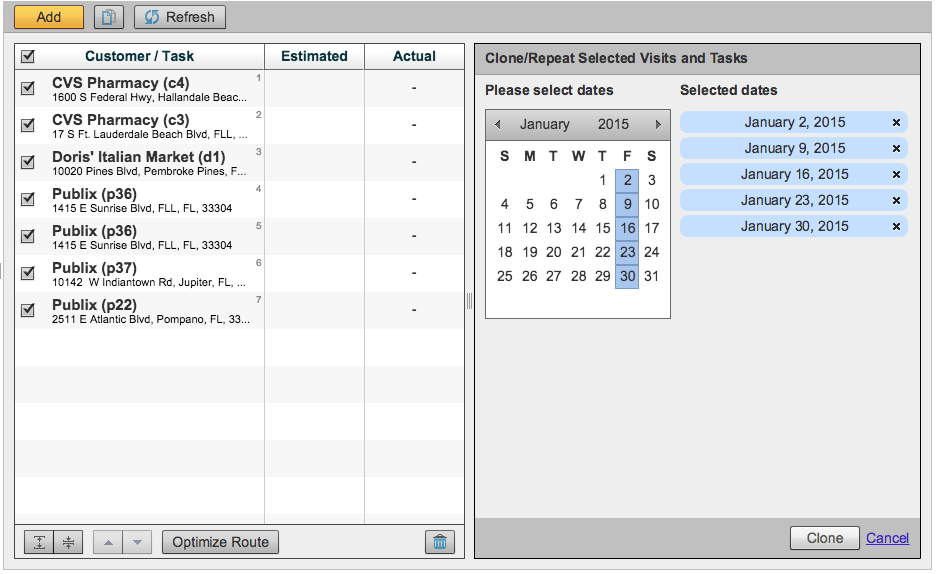 Add Refresh
Customer / Task Estimated Actual
CVS Pharmacy (c4) 1
1600 S Federal Hwy, Hallandale Beac... -
CVS Pharmacy (c3) 2
17 S Ft. Lauderdale Beach Blvd, FLL, ... -
Doris' Italian Market (d1) 3
10020 Pines Blvd, Pembroke Pines, F... -
Publix (p36) 4
1415 E Sunrise Blvd, FLL, FL, 33304 -
Publix (p36) 5
1415 E Sunrise Blvd, FLL, FL, 33304 -
Publix (p37) 6
10142 W Indiantown Rd, Jupiter, FL, ... -
Publix (p22) 7
2511 E Atlantic Blvd, Pompano, FL, 33... -
Optimize Route
Clone/Repeat Selected Visits and Tasks
Please select dates
January 2015
S M T W T F S
1 2 3
4 5 6 7 8 9 10
11 12 13 14 15 16 17
18 19 20 21 22 23 24
25 26 27 28 29 30 31
Selected dates
January 2, 2015 ×
January 9, 2015 ×
January 16, 2015 ×
January 23, 2015 ×
January 30, 2015 ×
Clone Cancel